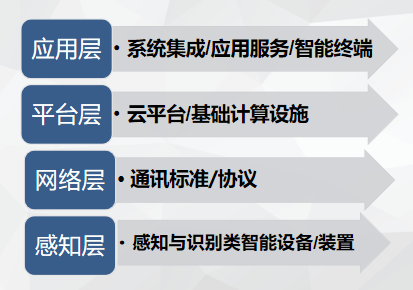 应用层 • 系统集成/应用服务/智能终端
平台层 • 云平台/基础计算设施
网络层 • 通讯标准/协议
感知层 • 感知与识别类智能设备/装置